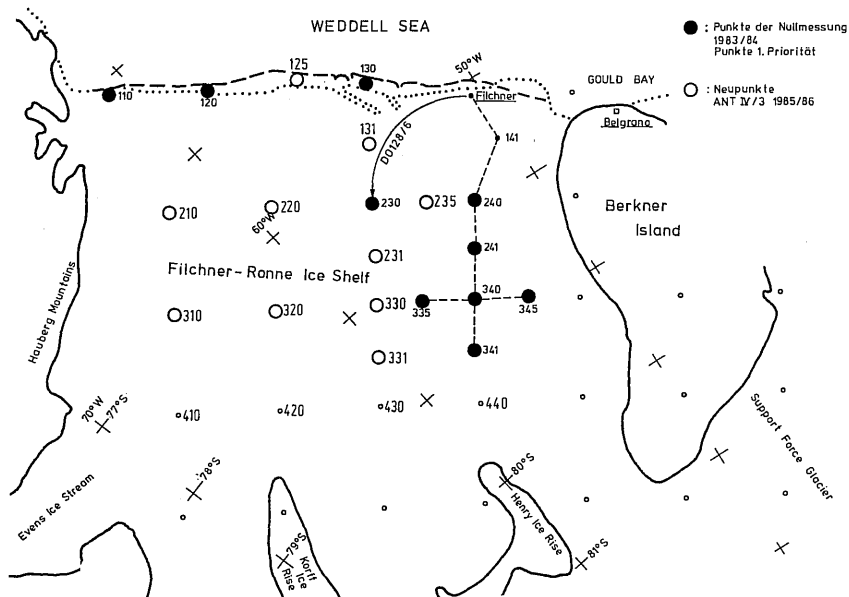 WEDDELL SEA
: Punkte der Nullmessung
1983/84
Punkte 1. Priorität
: Neupunkte
ANT IV/3 1985/86
50°W
GOULD BAY
Filchner
Belgrano
110
120
125
130
131
141
DO128/6
210
220
230
235
240
60°W
231
241
Berkner
Island
Filchner-Ronne Ice Shelf
Hauberg Mountains
310
320
330
335
340
345
331
341
70°W
77°S
410
420
430
440
Support Force Glacier
Evens Ice Stream
78°S
80°S
Henry Ice Rise
79°S
Korff
Ice
Rise
81°S